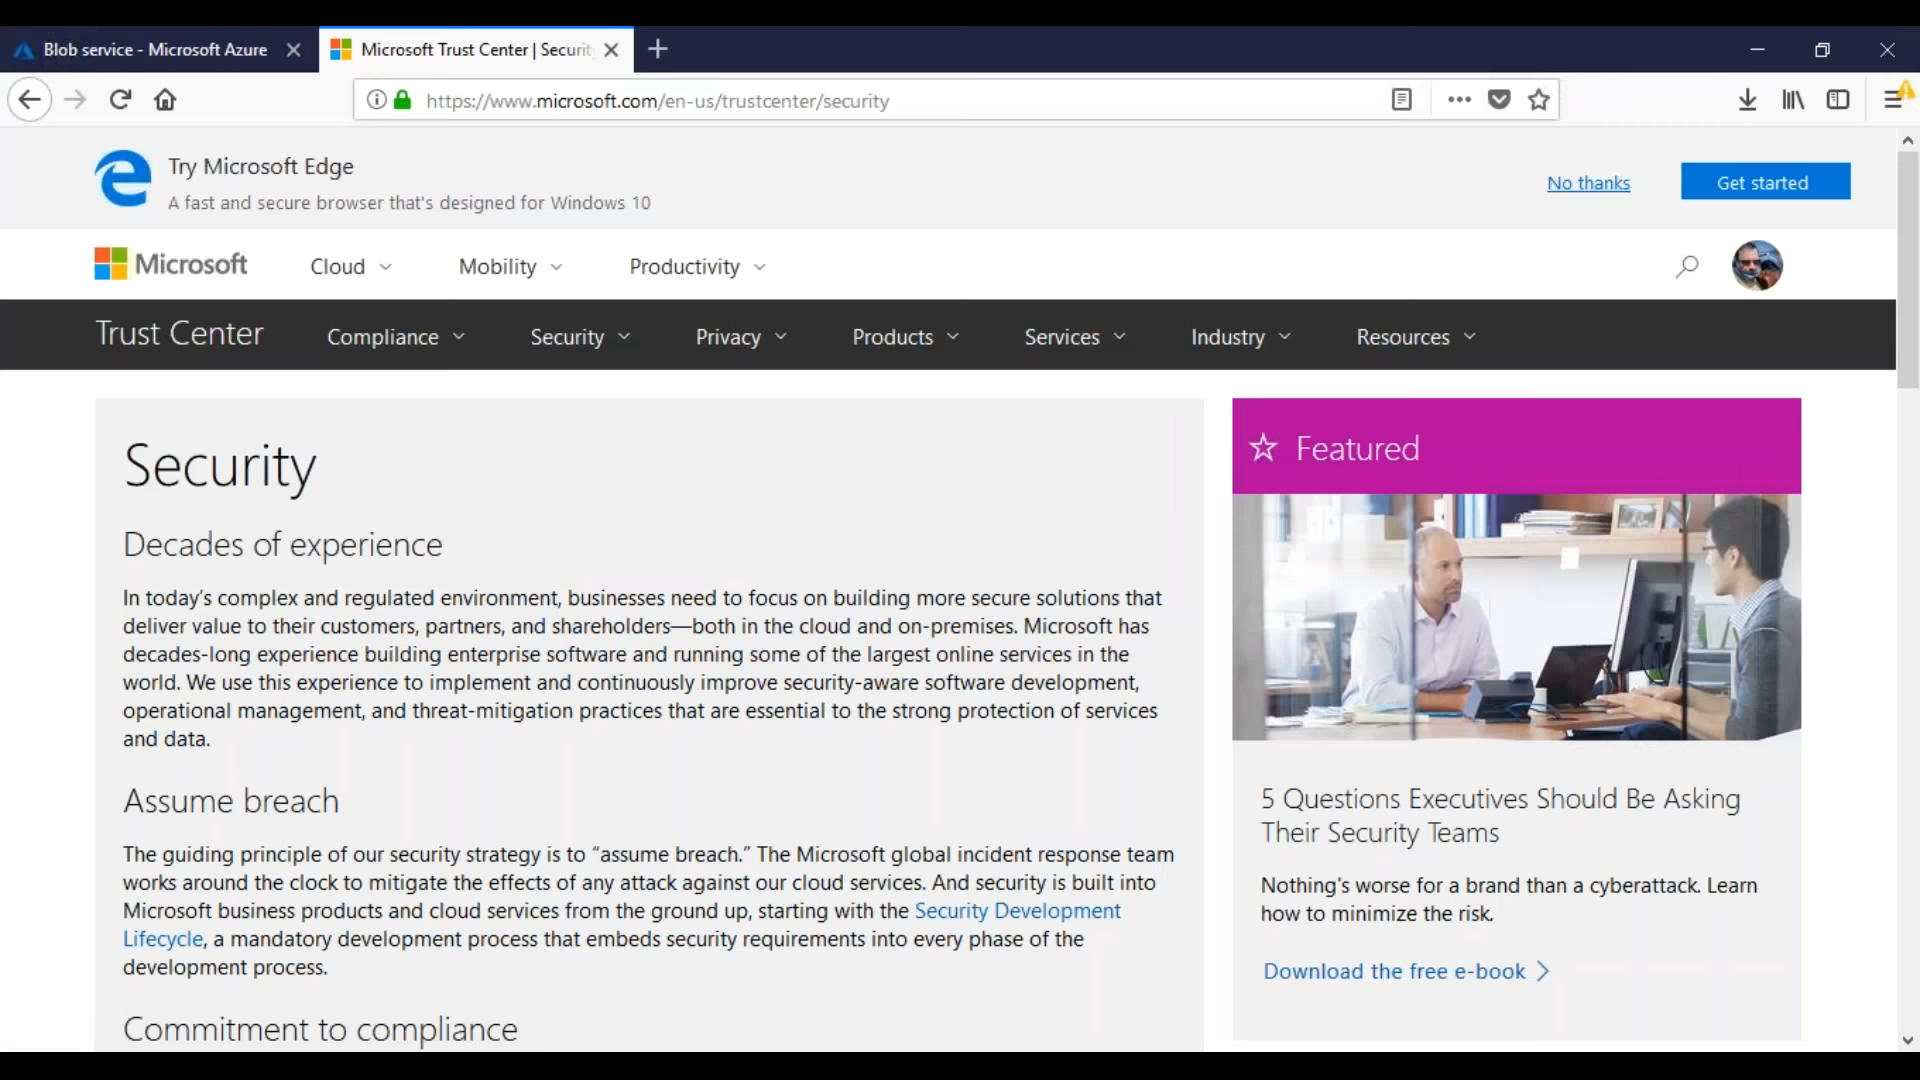 Blob service - Microsoft Azure
Microsoft Trust Center | Securit
https://www.microsoft.com/en-us/trustcenter/security
Try Microsoft Edge
A fast and secure browser that's designed for Windows 10
No thanks
Get started
Microsoft
Cloud
Mobility
Productivity
Trust Center
Compliance
Security
Privacy
Products
Services
Industry
Resources
Security
Decades of experience
In today's complex and regulated environment, businesses need to focus on building more secure solutions that
deliver value to their customers, partners, and shareholders—both in the cloud and on-premises. Microsoft has
decades-long experience building enterprise software and running some of the largest online services in the
world. We use this experience to implement and continuously improve security-aware software development,
operational management, and threat-mitigation practices that are essential to the strong protection of services
and data.
Assume breach
The guiding principle of our security strategy is to “assume breach.” The Microsoft global incident response team
works around the clock to mitigate the effects of any attack against our cloud services. And security is built into
Microsoft business products and cloud services from the ground up, starting with the Security Development
Lifecycle, a mandatory development process that embeds security requirements into every phase of the
development process.
Commitment to compliance
Featured
5 Questions Executives Should Be Asking
Their Security Teams
Nothing's worse for a brand than a cyberattack. Learn
how to minimize the risk.
Download the free e-book